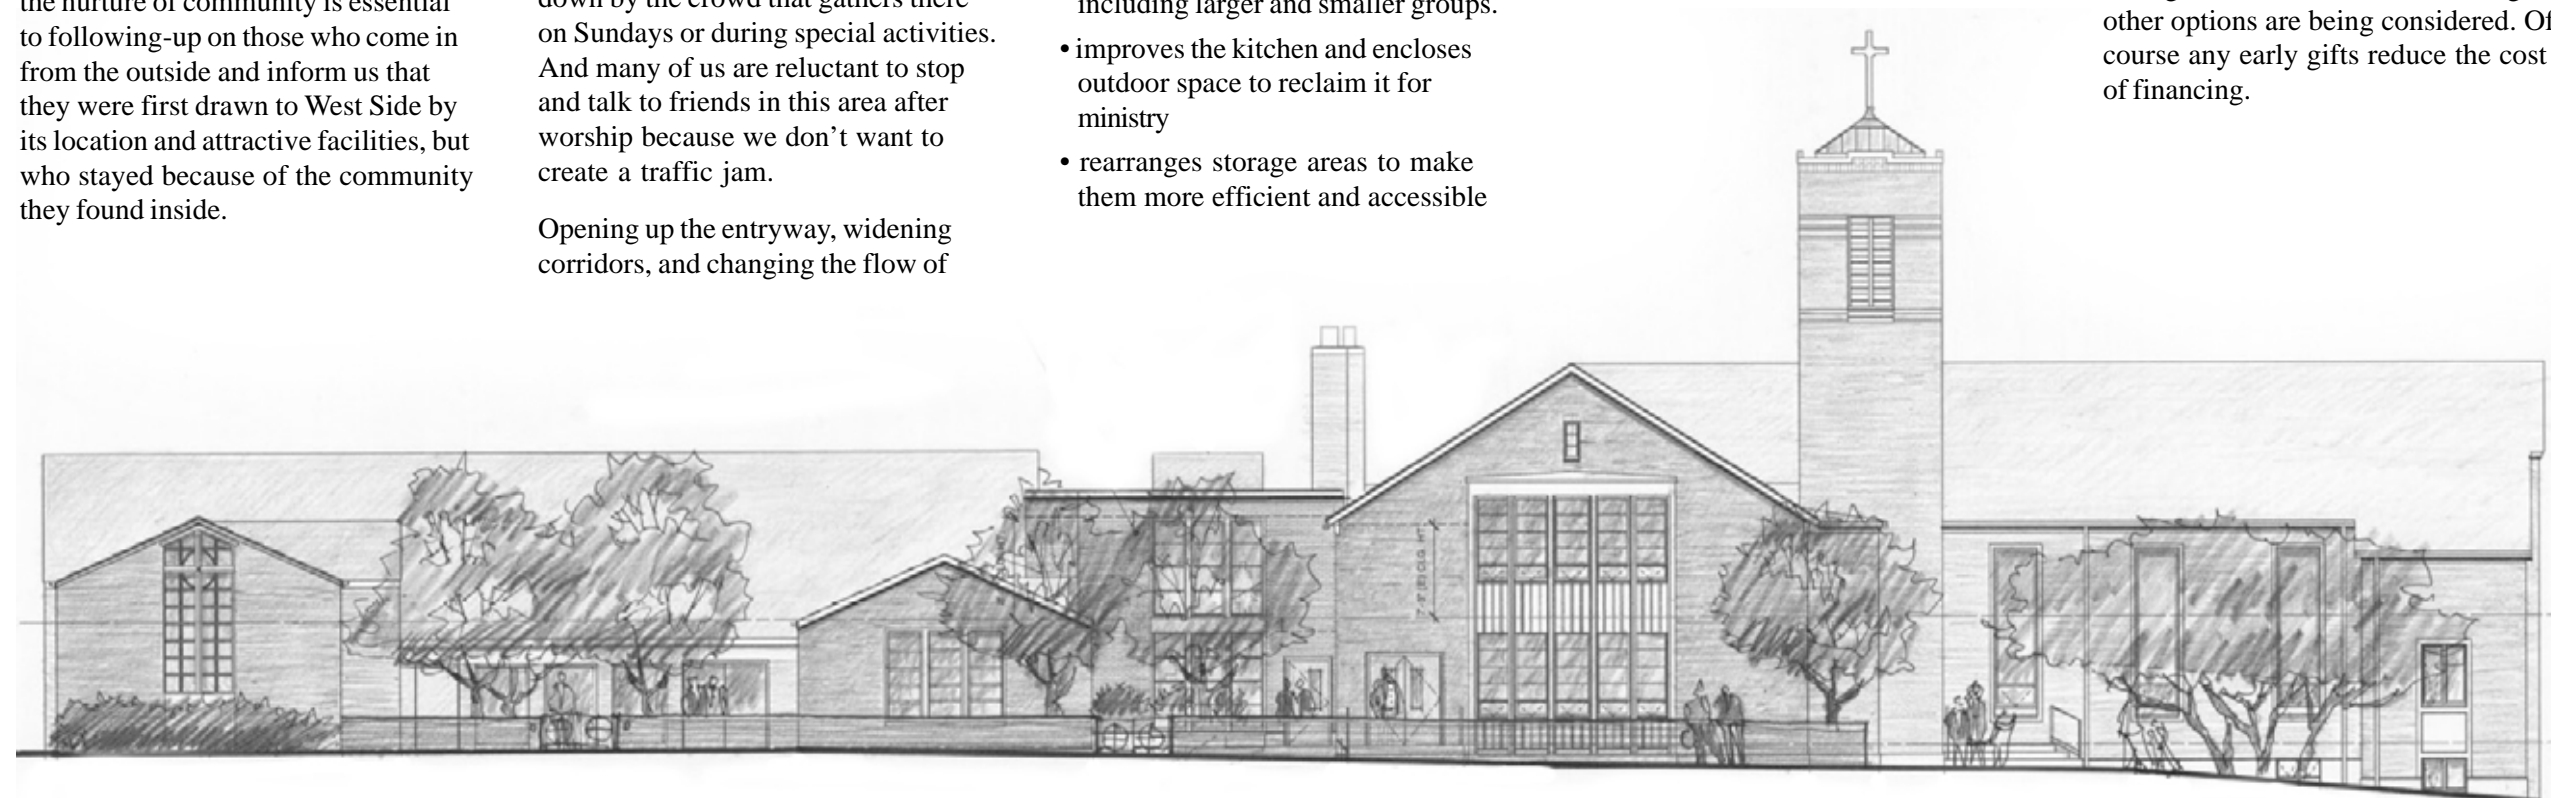 the nurture of community is essential
to following-up on those who come in
from the outside and inform us that
they were first drawn to West Side by
its location and attractive facilities, but
who stayed because of the community
they found inside.
down by the crowd that gathers there
on Sundays or during special activities.
And many of us are reluctant to stop
and talk to friends in this area after
worship because we don’t want to
create a traffic jam.
Opening up the entryway, widening
corridors, and changing the flow of
including larger and smaller groups.
• improves the kitchen and encloses
outdoor space to reclaim it for
ministry
• rearranges storage areas to make
them more efficient and accessible
other options are being considered. Of
course any early gifts reduce the cost
of financing.